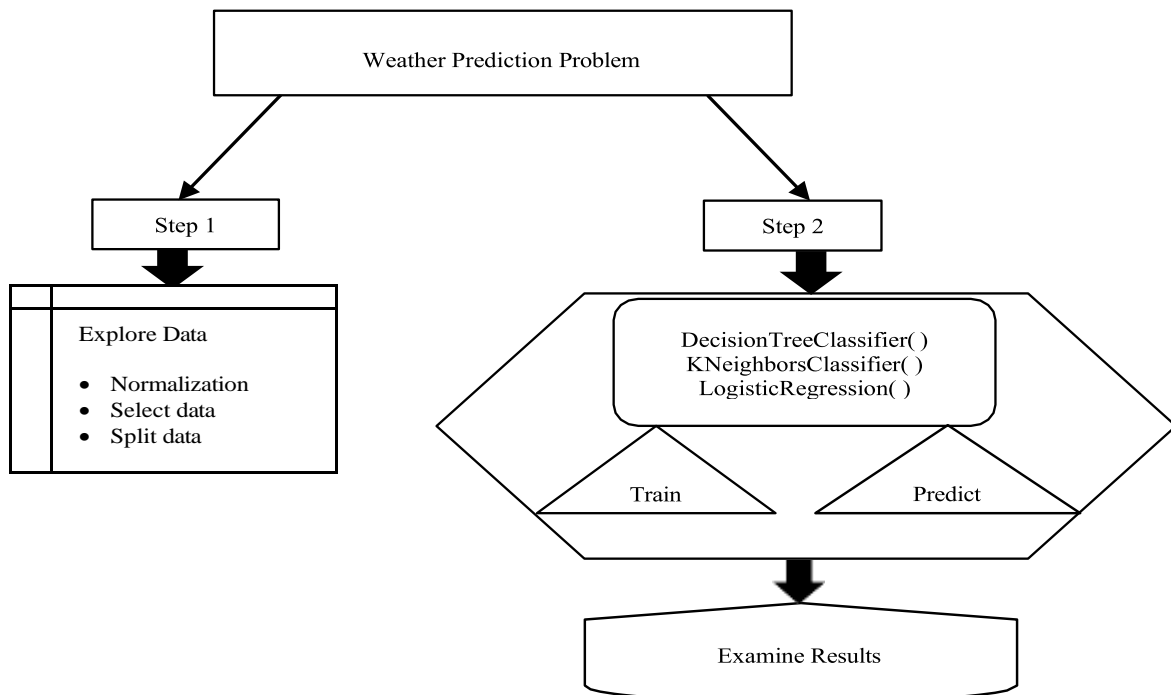 Weather Prediction Problem
Step 1
Explore Data
• Normalization
• Select data
• Split data
Step 2
DecisionTreeClassifier( )
KNeighborsClassifier( )
LogisticRegression( )
Train
Predict
Examine Results